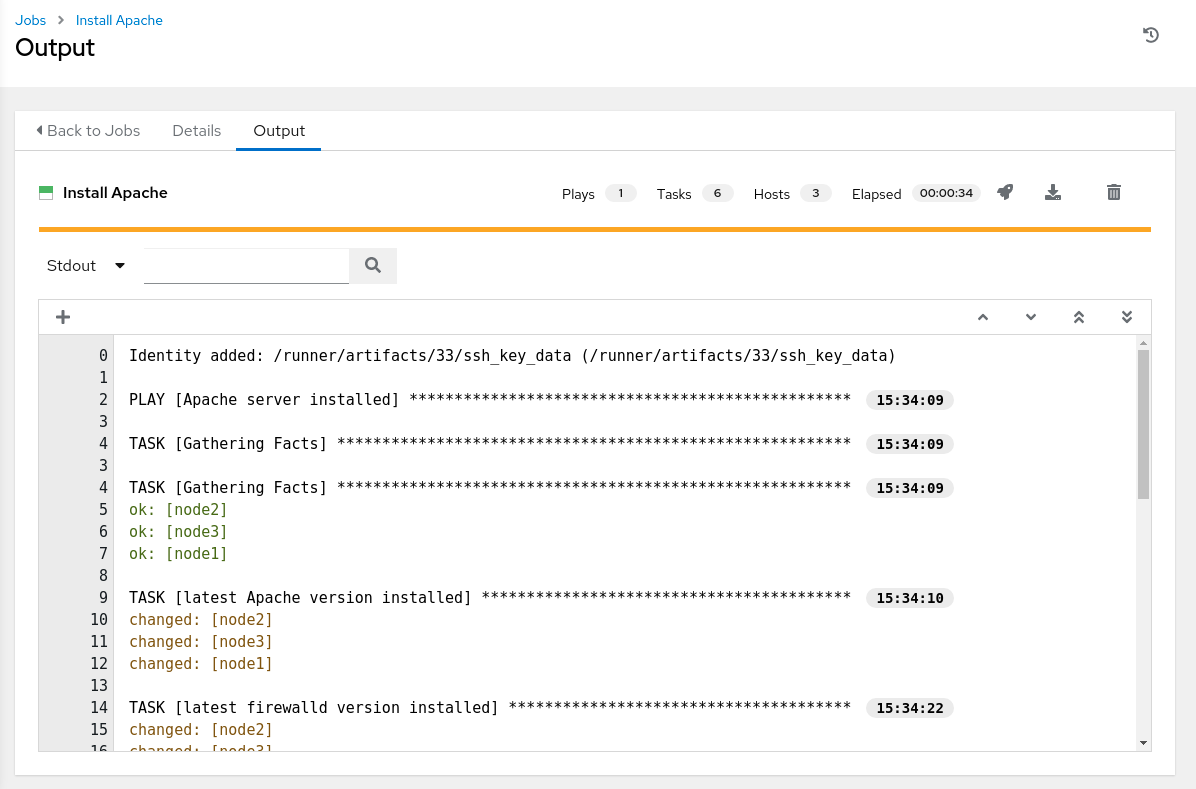 Jobs > Install Apache
Output
Back to Jobs Details Output
Install Apache Plays 1 Tasks 6 Hosts 3 Elapsed 00:00:34
Stdout
0 Identity added: /runner/artifacts/33/ssh_key_data (/runner/artifacts/33/ssh_key_data)
1
2 PLAY [Apache server installed] ************************************************* 15:34:09
3
4 TASK [Gathering Facts] ********************************************************* 15:34:09
3
4 TASK [Gathering Facts] ********************************************************* 15:34:09
5 ok: [node2]
6 ok: [node3]
7 ok: [node1]
8
9 TASK [latest Apache version installed] ***************************************** 15:34:10
10 changed: [node2]
11 changed: [node3]
12 changed: [node1]
13
14 TASK [latest firewalld version installed] ************************************** 15:34:22
15 changed: [node2]
16 changed: [node3]